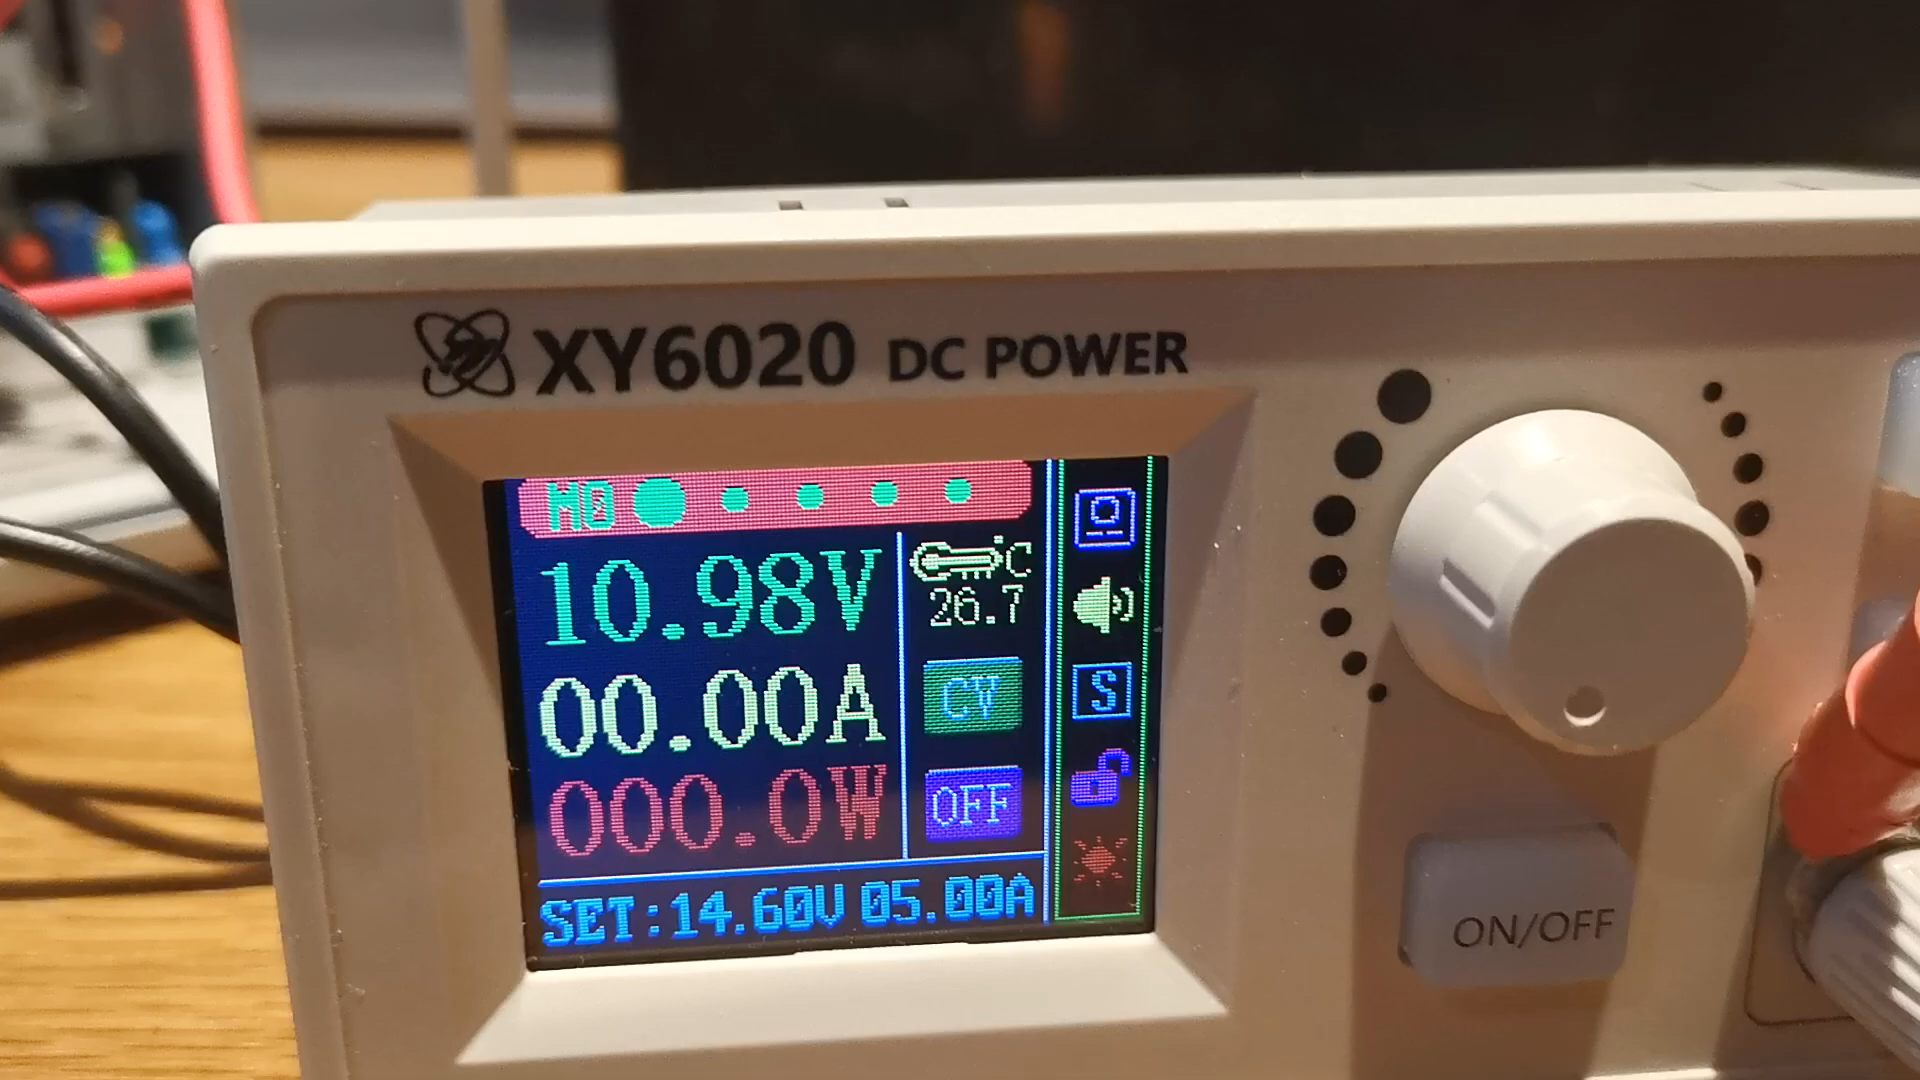 XY6020 DC POWER
M0
10.98V
°C
26.7
00.00A
CV
S
000.0W
OFF
SET:14.60V 05.00A
ON/OFF